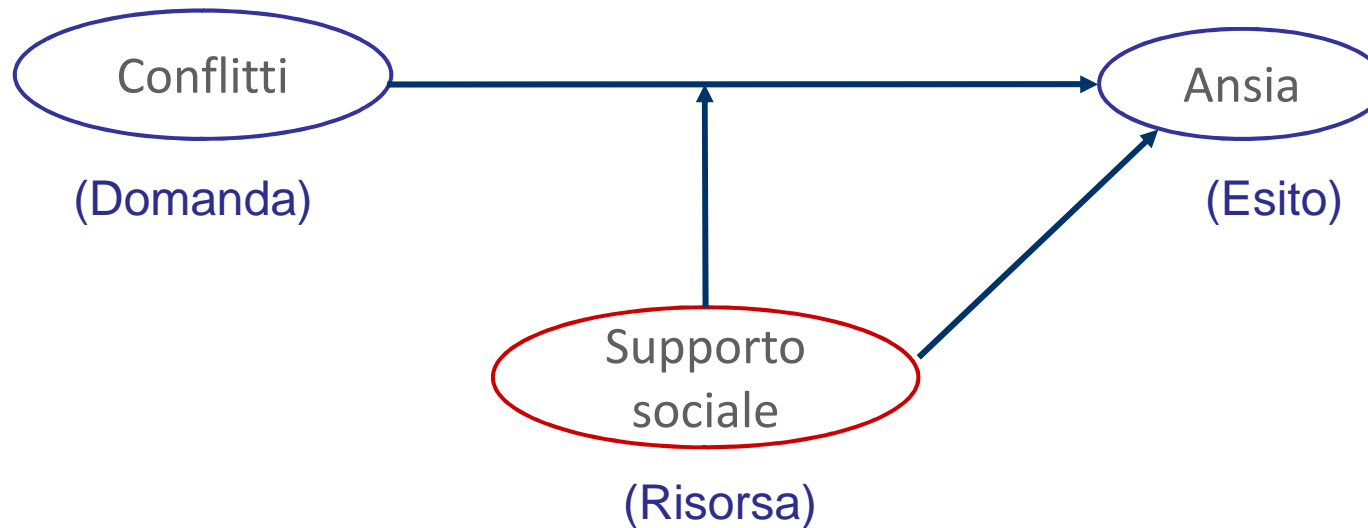 Conflitti
Ansia
(Domanda)
(Esito)
Supporto
sociale
(Risorsa)